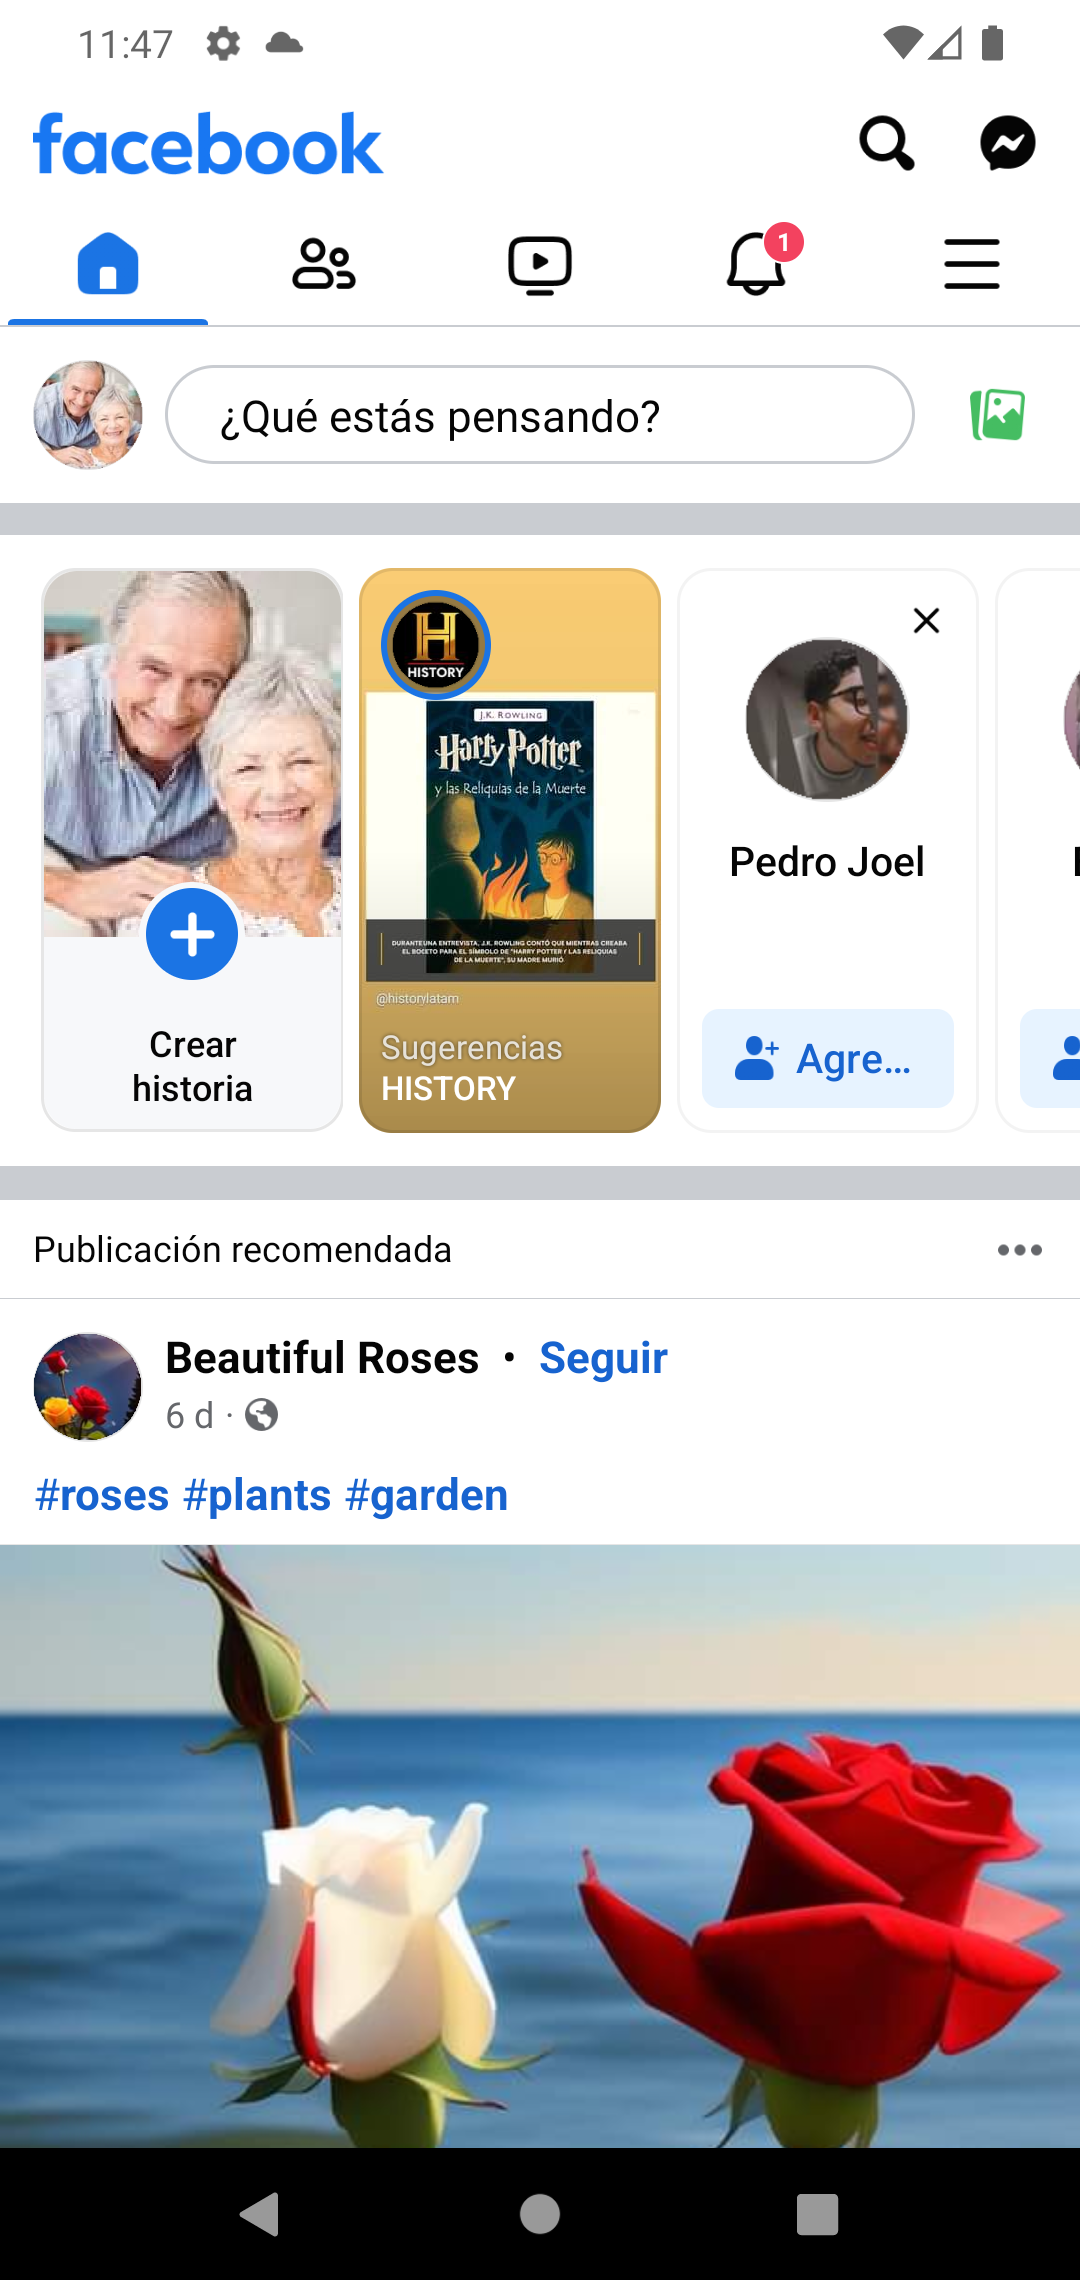 11:47
facebook
1
¿Qué estás pensando?
HISTORY
J.K. ROWLING
Harry Potter
y las Reliquias de la Muerte
DURANTE UNA ENTREVISTA, J.K. ROWLING CONTÓ QUE MIENTRAS CREABA
EL BOCETO PARA EL SÍMBOLO DE "HARRY POTTER Y LAS RELIQUIAS
DE LA MUERTE", SU MADRE MURIÓ
@historylatam
Sugerencias
HISTORY
Crear
historia
Pedro Joel
Agre...
Publicación recomendada
Beautiful Roses • Seguir
6 d ·
#roses #plants #garden